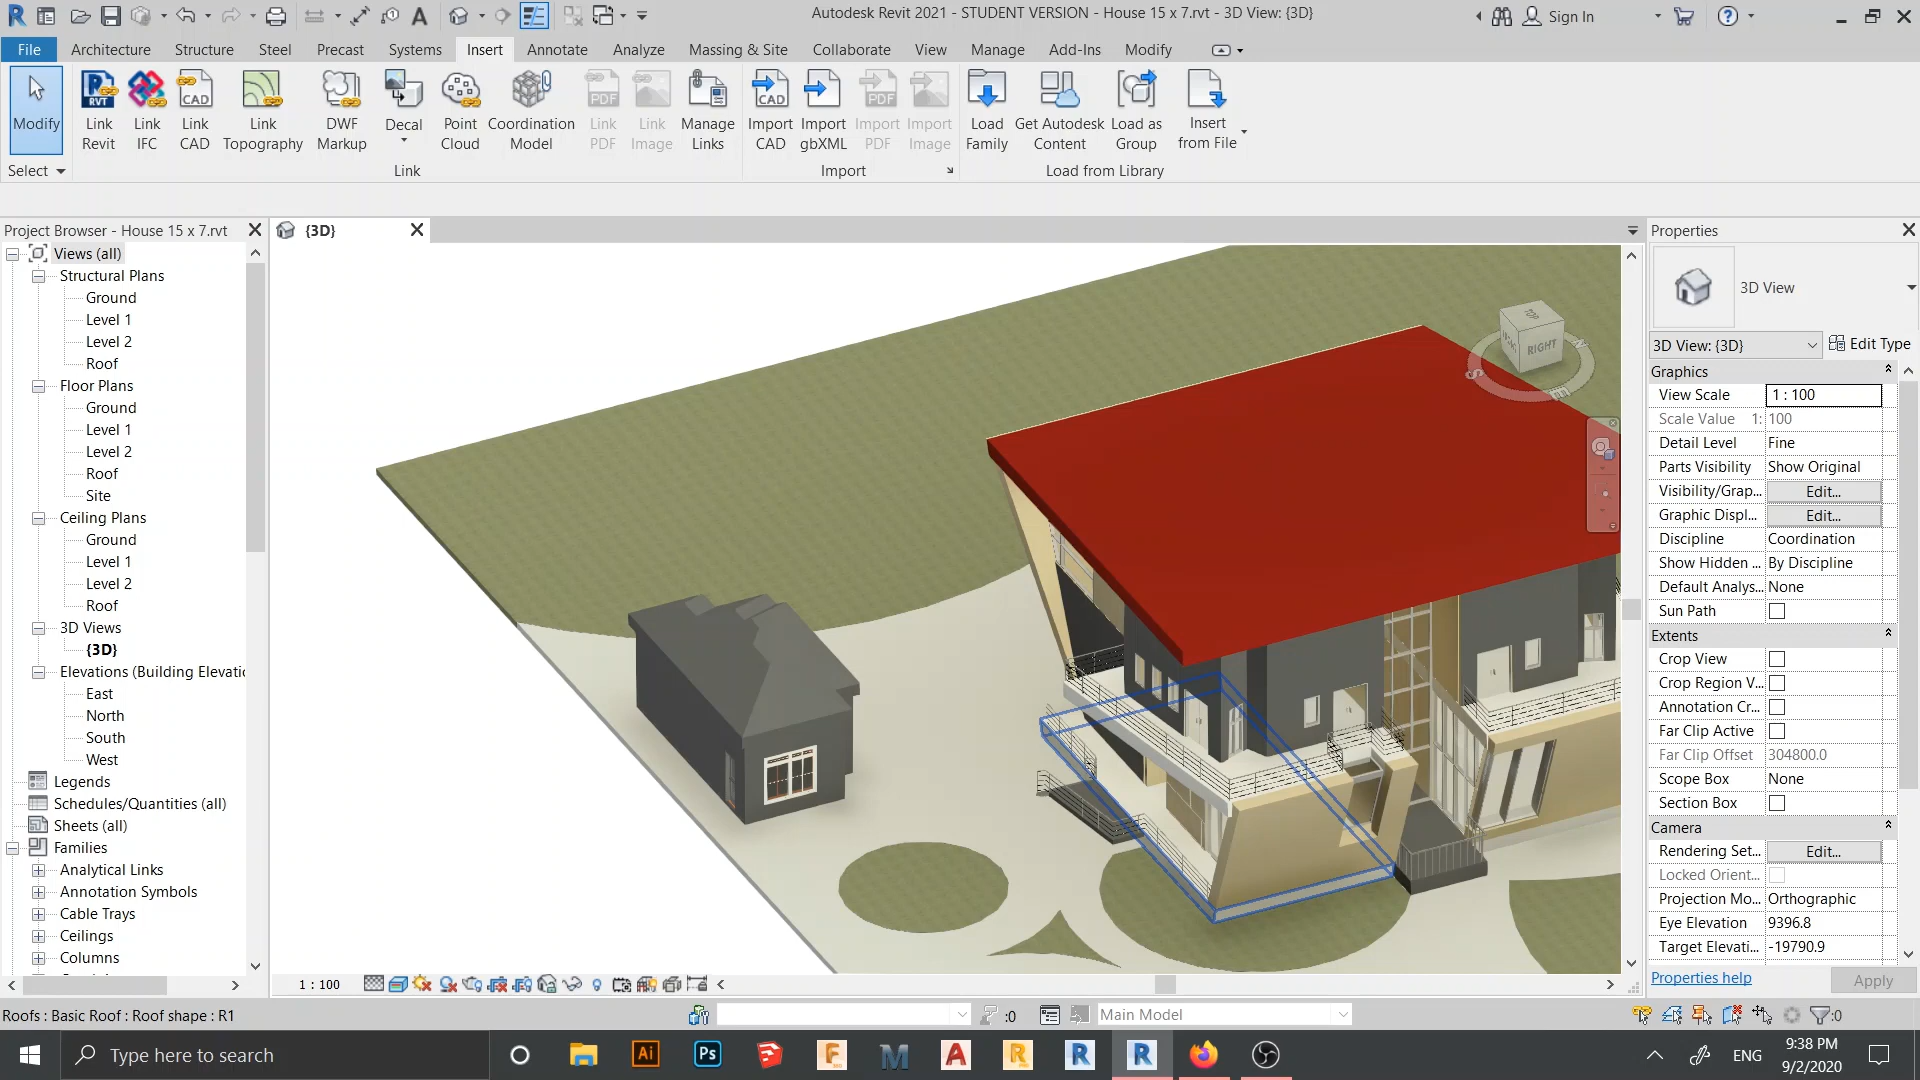 Autodesk Revit 2021 - STUDENT VERSION - House 15 x 7.rvt - 3D View: {3D}
Sign In
File Architecture Structure Steel Precast Systems Insert Annotate Analyze Massing & Site Collaborate View Manage Add-Ins Modify
Modify
Link Revit
Link IFC
Link CAD
Link Topography
DWF Markup
Decal
Point Cloud
Coordination Model
Link PDF
Link Image
Manage Links
Import CAD
Import gbXML
Import PDF
Import Image
Load Family
Get Autodesk Content
Load as Group
Insert from File
Select Link Import Load from Library
Project Browser - House 15 x 7.rvt
Views (all)
Structural Plans
Ground
Level 1
Level 2
Roof
Floor Plans
Ground
Level 1
Level 2
Roof
Site
Ceiling Plans
Ground
Level 1
Level 2
Roof
3D Views
{3D}
Elevations (Building Elevatio
East
North
South
West
Legends
Schedules/Quantities (all)
Sheets (all)
Families
Analytical Links
Annotation Symbols
Cable Trays
Ceilings
Columns
{3D}
TOP
RIGHT
1 : 100
Properties
3D View
3D View: {3D} Edit Type
Graphics
View Scale 1 : 100
Scale Value 1: 100
Detail Level Fine
Parts Visibility Show Original
Visibility/Grap... Edit...
Graphic Displ... Edit...
Discipline Coordination
Show Hidden ... By Discipline
Default Analys... None
Sun Path
Extents
Crop View
Crop Region V...
Annotation Cr...
Far Clip Active
Far Clip Offset 304800.0
Scope Box None
Section Box
Camera
Rendering Set... Edit...
Locked Orient...
Projection Mo... Orthographic
Eye Elevation 9396.8
Target Elevati... -19790.9
Properties help Apply
Roofs : Basic Roof : Roof shape : R1 :0 Main Model :0
Type here to search
ENG
9:38 PM
9/2/2020